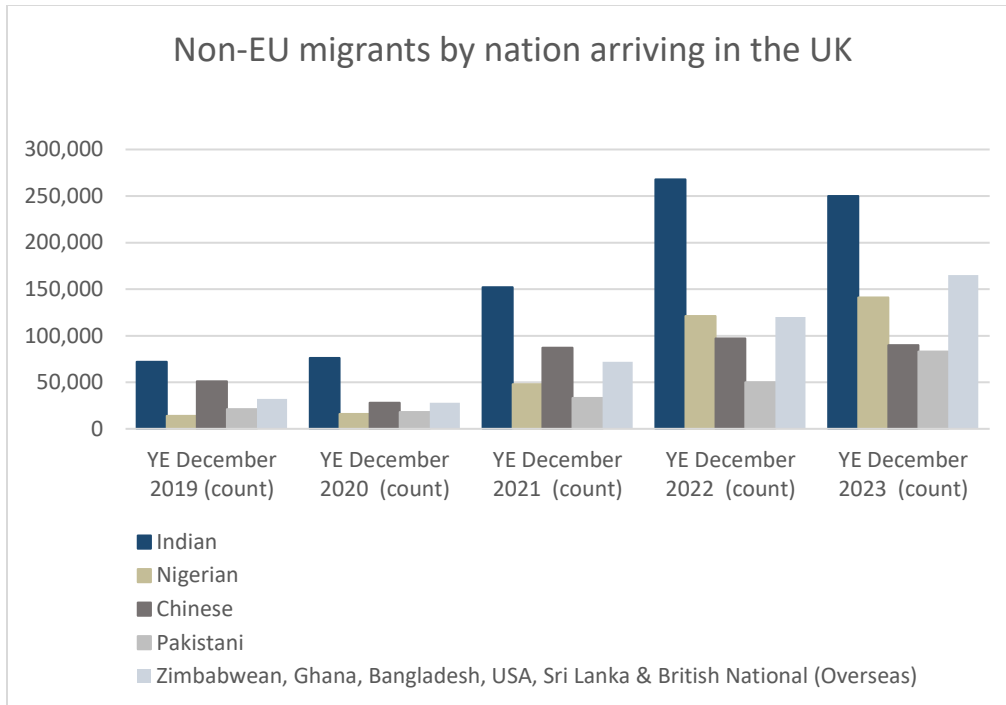 Non-EU migrants by nation arriving in the UK
300,000
250,000
200,000
150,000
100,000
50,000
0
YE December
2019 (count)
YE December
2020 (count)
YE December
2021 (count)
YE December
2022 (count)
YE December
2023 (count)
Indian
Nigerian
Chinese
Pakistani
Zimbabwean, Ghana, Bangladesh, USA, Sri Lanka & British National (Overseas)